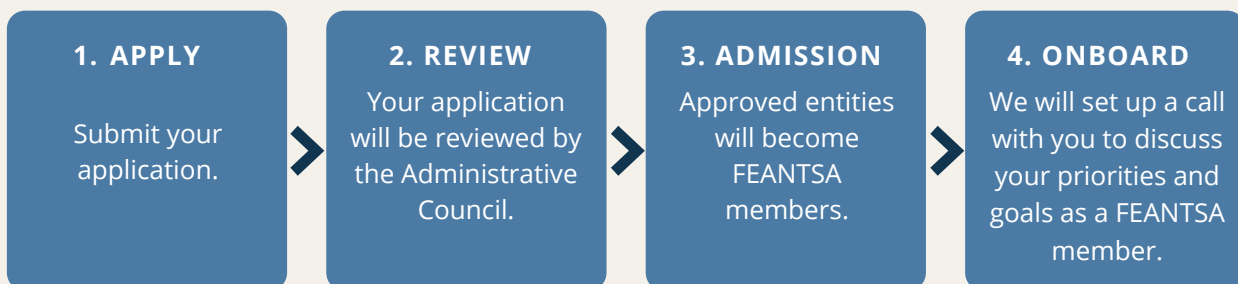 1. APPLY
Submit your
application.
2. REVIEW
Your application
will be reviewed by
the Administrative
Council.
3. ADMISSION
Approved entities
will become
FEANTSA
members.
4. ONBOARD
We will set up a call
with you to discuss
your priorities and
goals as a FEANTSA
member.